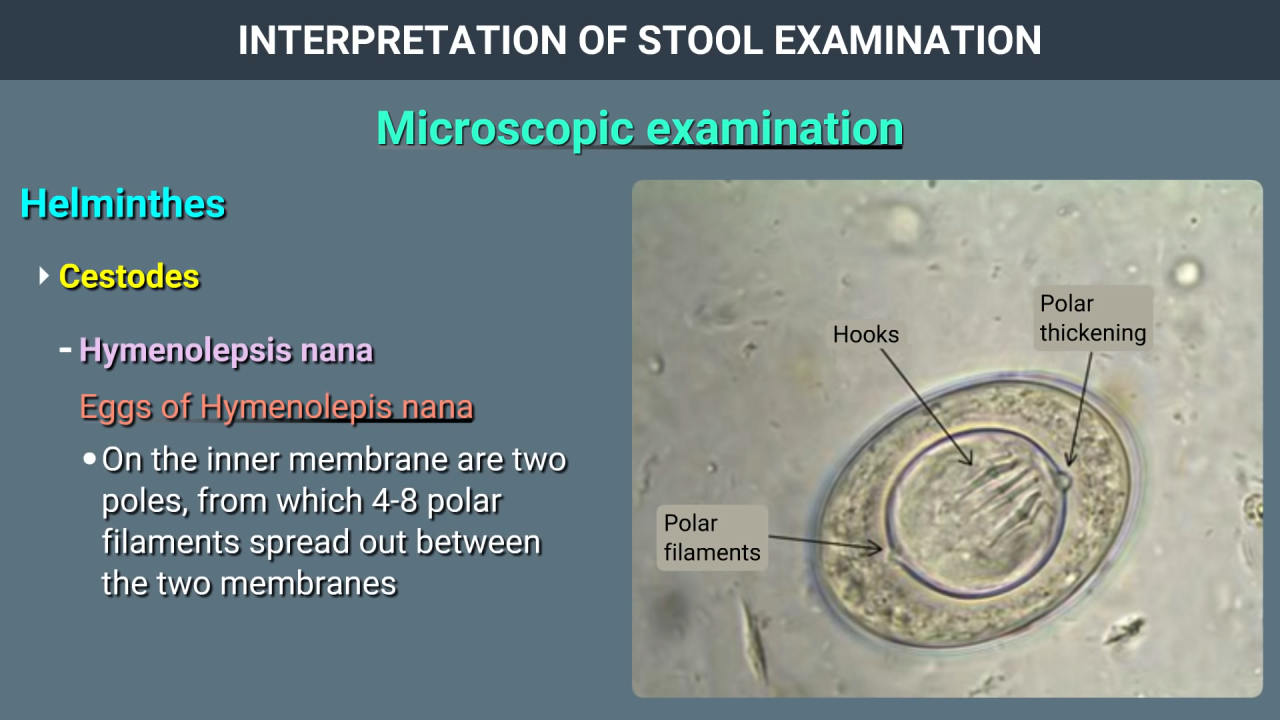 INTERPRETATION OF STOOL EXAMINATION
Microscopic examination
Helminthes
Cestodes
- Hymenolepsis nana
Eggs of Hymenolepis nana
• On the inner membrane are two
poles, from which 4-8 polar
filaments spread out between
the two membranes
Hooks
Polar
thickening
Polar
filaments